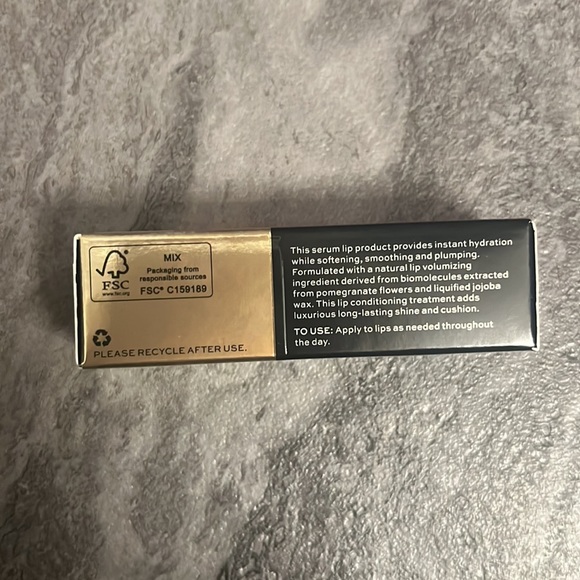 FSC
www.fsc.org
MIX
Packaging from
responsible sources
FSC® C159189
PLEASE RECYCLE AFTER USE.
This serum lip product provides instant hydration
while softening, smoothing and plumping.
Formulated with a natural lip volumizing
ingredient derived from biomolecules extracted
from pomegranate flowers and liquified jojoba
wax. This lip conditioning treatment adds
luxurious long-lasting shine and cushion.
TO USE: Apply to lips as needed throughout
the day.